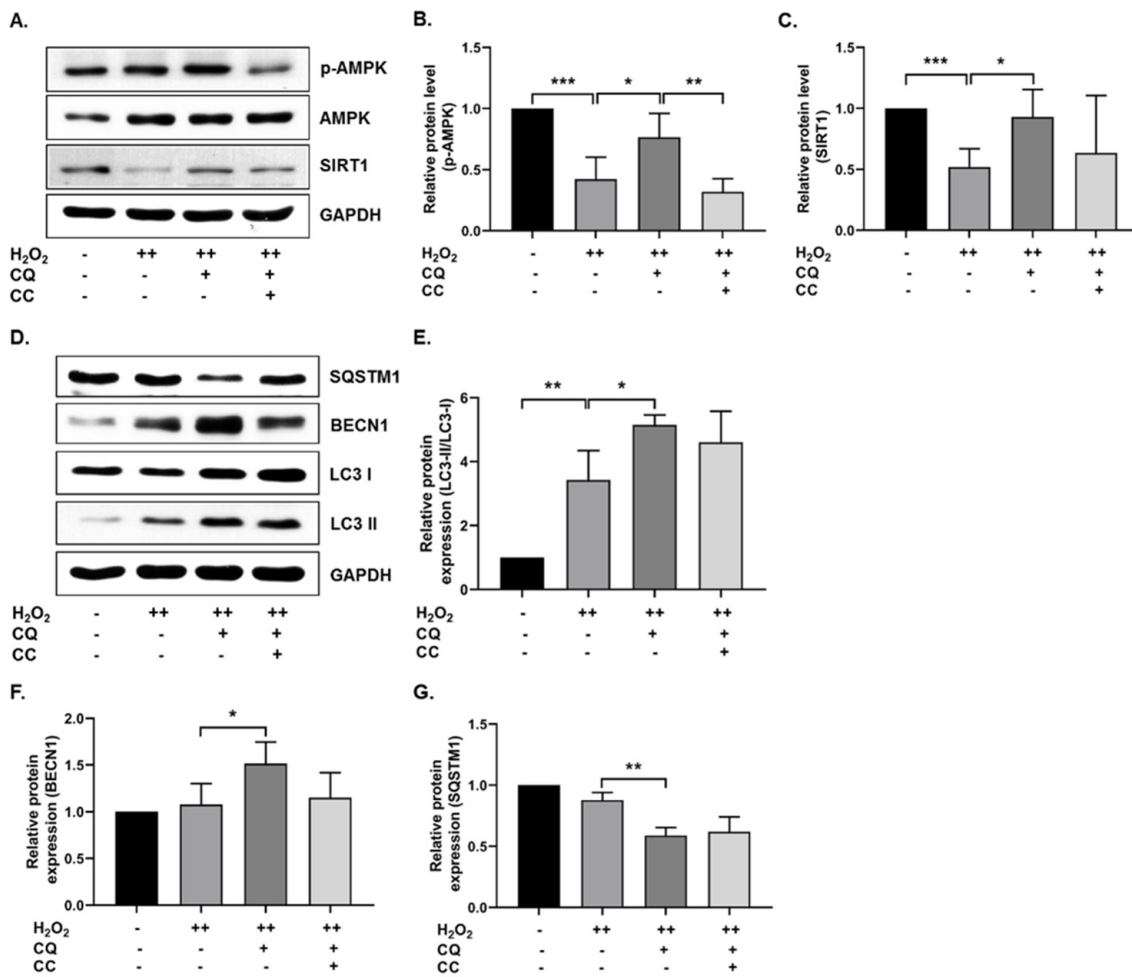 A.
p-AMPK
AMPK
SIRT1
GAPDH
H₂O₂ - ++ ++ ++
CQ - - + +
CC - - - +
B.
Relative protein level
(p-AMPK)
1.5
1.0
0.5
0.0
*** * **
H₂O₂ - ++ ++ ++
CQ - - + +
CC - - - +
C.
Relative protein level
(SIRT1)
1.5
1.0
0.5
0.0
*** *
H₂O₂ - ++ ++ ++
CQ - - + +
CC - - - +
D.
SQSTM1
BECN1
LC3 I
LC3 II
GAPDH
H₂O₂ - ++ ++ ++
CQ - - + +
CC - - - +
E.
Relative protein
expression (LC3-II/LC3-I)
6
4
2
0
** *
H₂O₂ - ++ ++ ++
CQ - - + +
CC - - - +
F.
Relative protein
expression (BECN1)
2.0
1.5
1.0
0.5
0.0
*
H₂O₂ - ++ ++ ++
CQ - - + +
CC - - - +
G.
Relative protein
expression (SQSTM1)
1.5
1.0
0.5
0.0
**
H₂O₂ - ++ ++ ++
CQ - - + +
CC - - - +